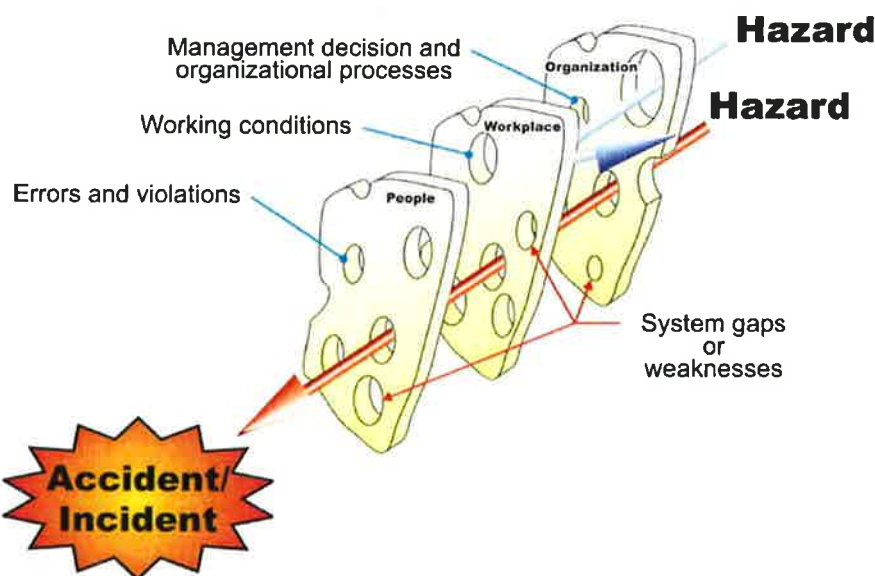 Hazard
Management decision and
organizational processes
Organization
Hazard
Working conditions
Workplace
Errors and violations
People
System gaps
or
weaknesses
Accident/
Incident